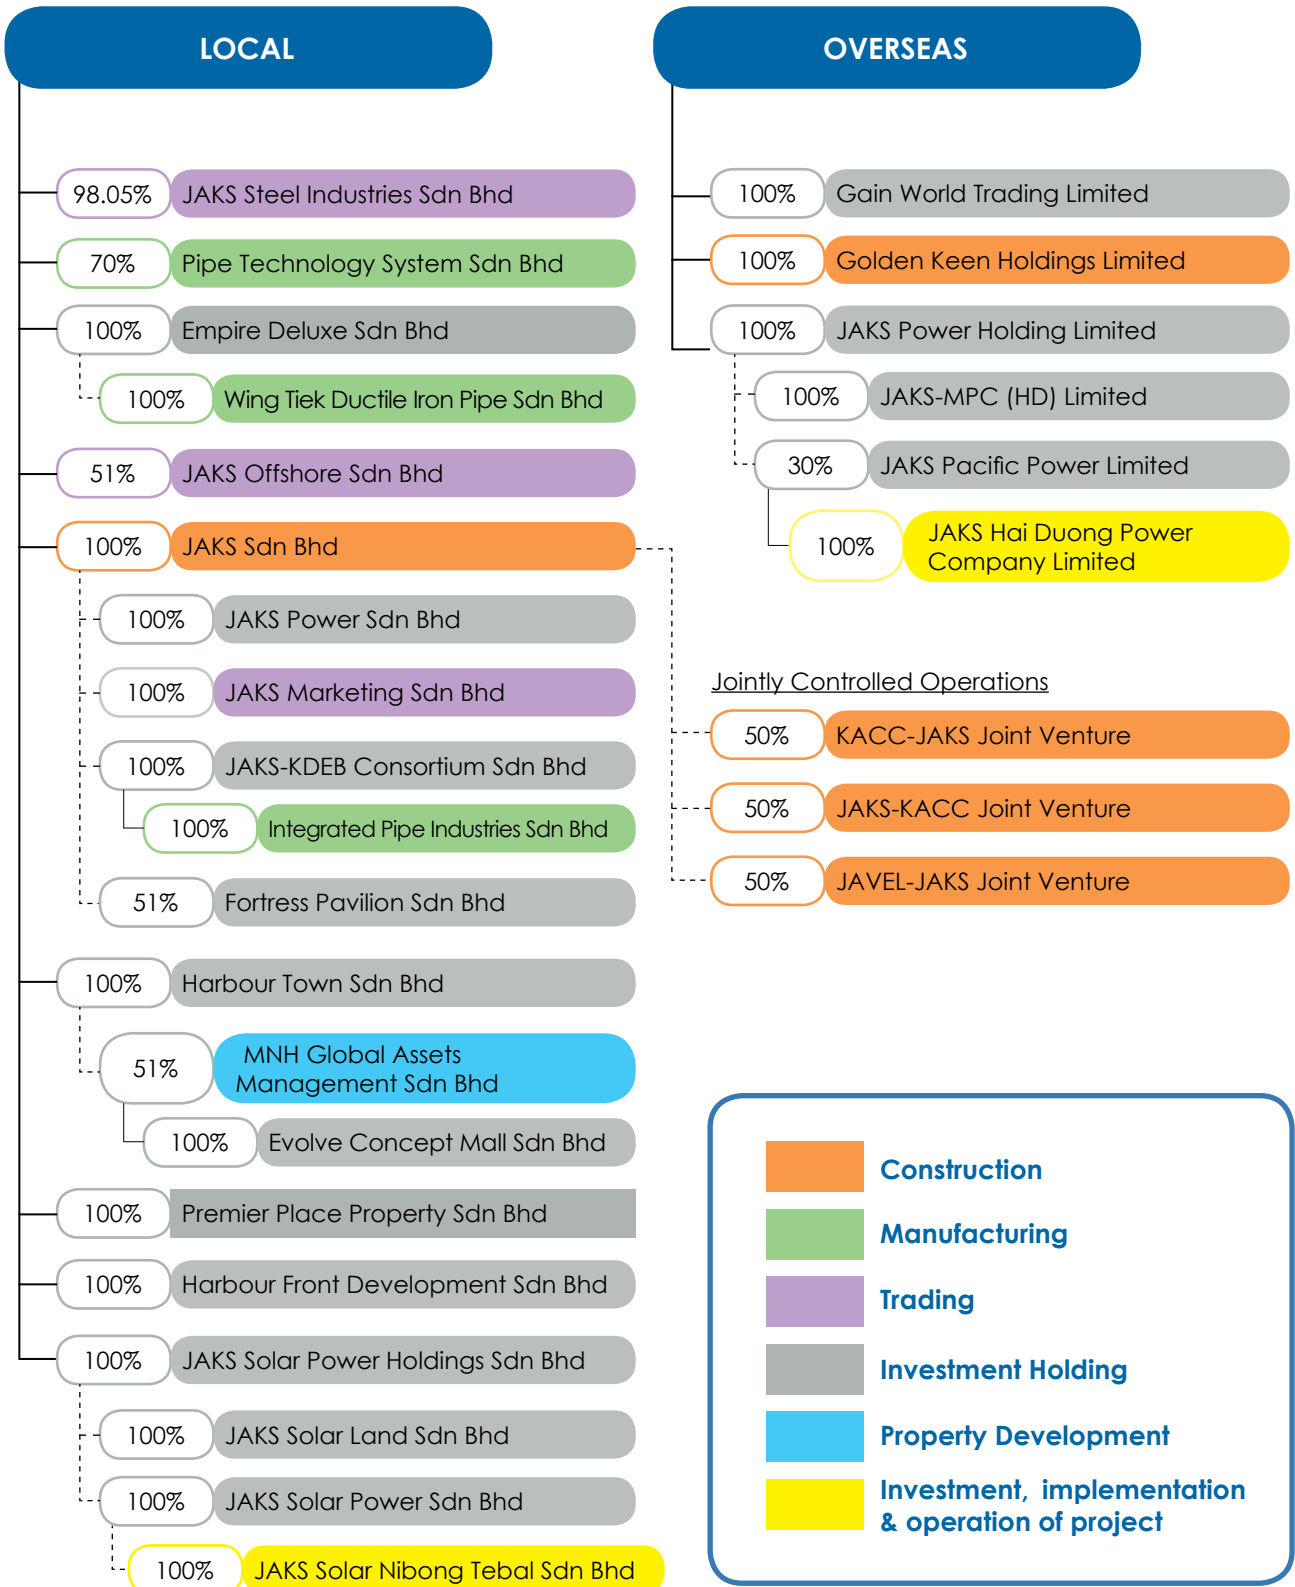 LOCAL
98.05% JAKS Steel Industries Sdn Bhd
70% Pipe Technology System Sdn Bhd
100% Empire Deluxe Sdn Bhd
100% Wing Tiek Ductile Iron Pipe Sdn Bhd
51% JAKS Offshore Sdn Bhd
100% JAKS Sdn Bhd
100% JAKS Power Sdn Bhd
100% JAKS Marketing Sdn Bhd
100% JAKS-KDEB Consortium Sdn Bhd
100% Integrated Pipe Industries Sdn Bhd
51% Fortress Pavilion Sdn Bhd
100% Harbour Town Sdn Bhd
51% MNH Global Assets
Management Sdn Bhd
100% Evolve Concept Mall Sdn Bhd
100% Premier Place Property Sdn Bhd
100% Harbour Front Development Sdn Bhd
100% JAKS Solar Power Holdings Sdn Bhd
100% JAKS Solar Land Sdn Bhd
100% JAKS Solar Power Sdn Bhd
100% JAKS Solar Nibong Tebal Sdn Bhd
OVERSEAS
100% Gain World Trading Limited
100% Golden Keen Holdings Limited
100% JAKS Power Holding Limited
100% JAKS-MPC (HD) Limited
30% JAKS Pacific Power Limited
100% JAKS Hai Duong Power
Company Limited
Jointly Controlled Operations
50% KACC-JAKS Joint Venture
50% JAKS-KACC Joint Venture
50% JAVEL-JAKS Joint Venture
Construction
Manufacturing
Trading
Investment Holding
Property Development
Investment, implementation
& operation of project